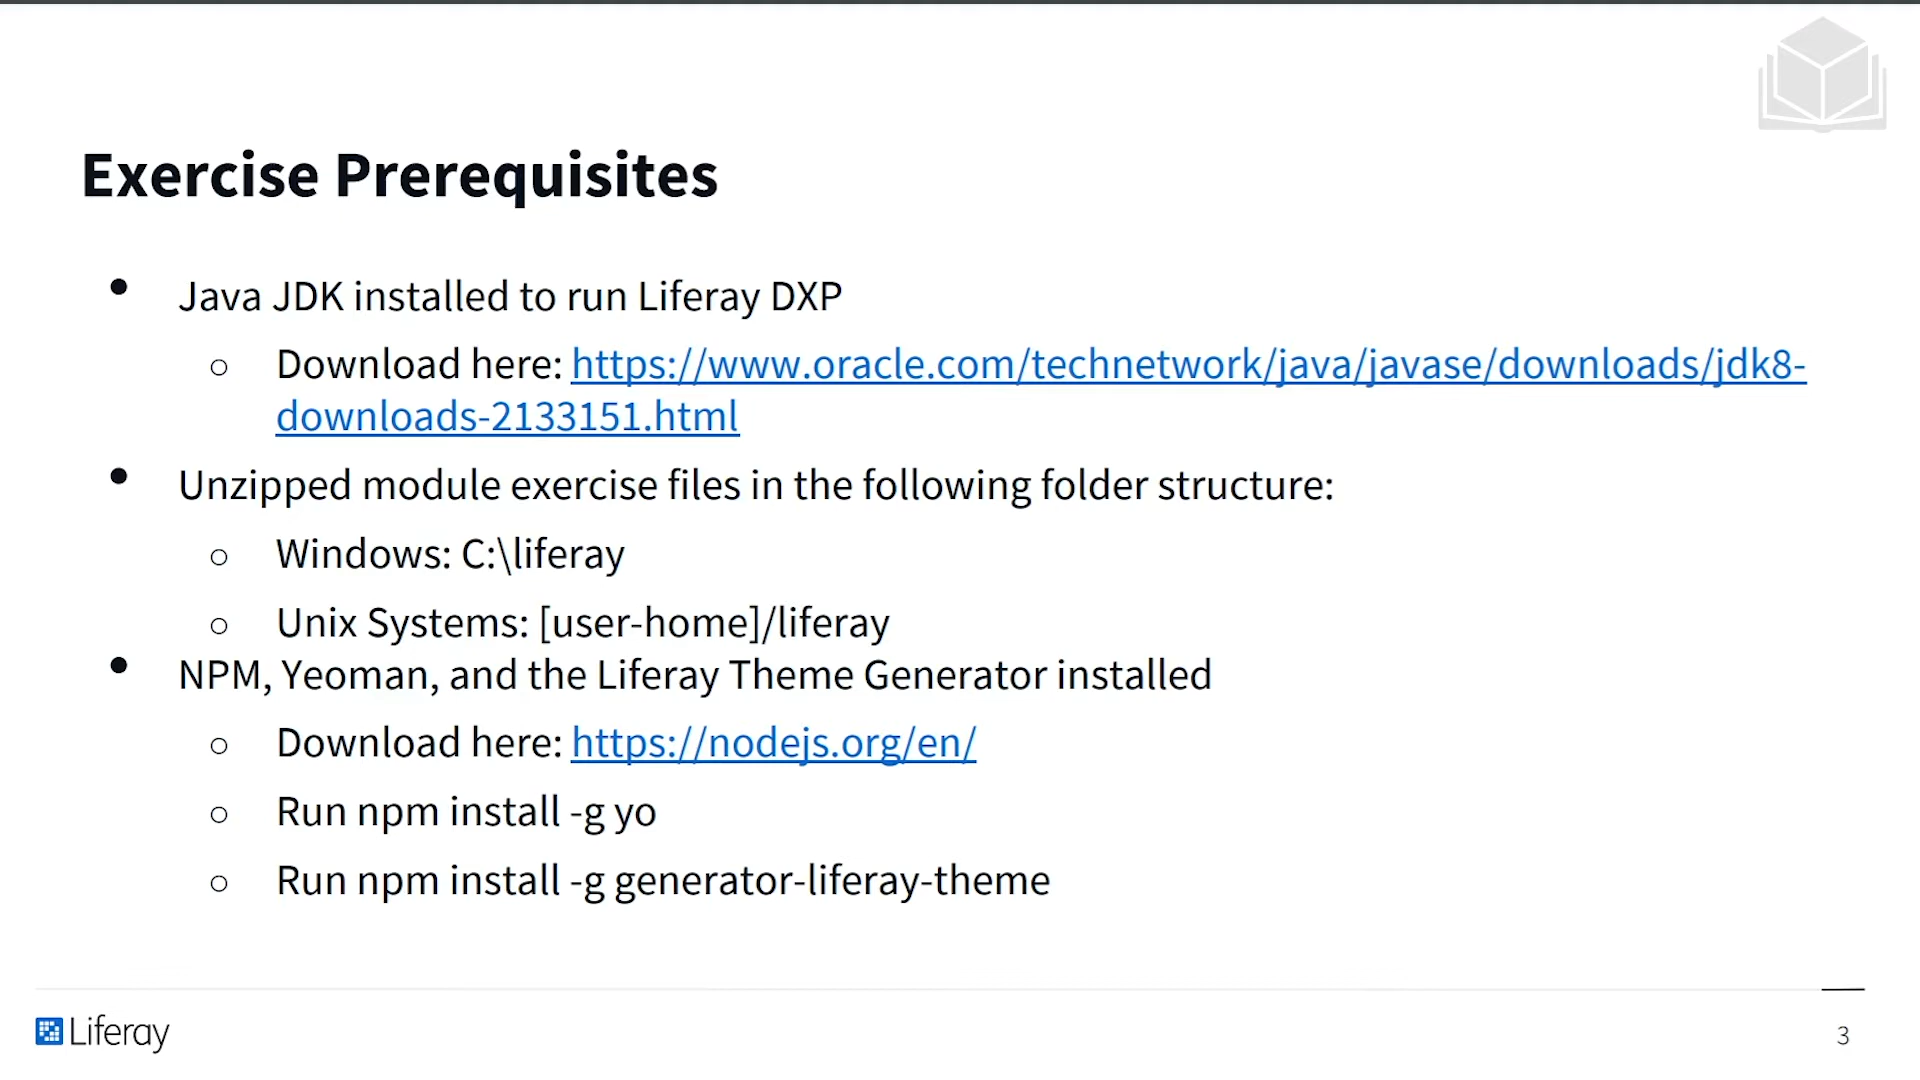 Exercise Prerequisites
• Java JDK installed to run Liferay DXP
○ Download here: https://www.oracle.com/technetwork/java/javase/downloads/jdk8-
downloads-2133151.html
• Unzipped module exercise files in the following folder structure:
○ Windows: C:\liferay
○ Unix Systems: [user-home]/liferay
• NPM, Yeoman, and the Liferay Theme Generator installed
○ Download here: https://nodejs.org/en/
○ Run npm install -g yo
○ Run npm install -g generator-liferay-theme
Liferay
3